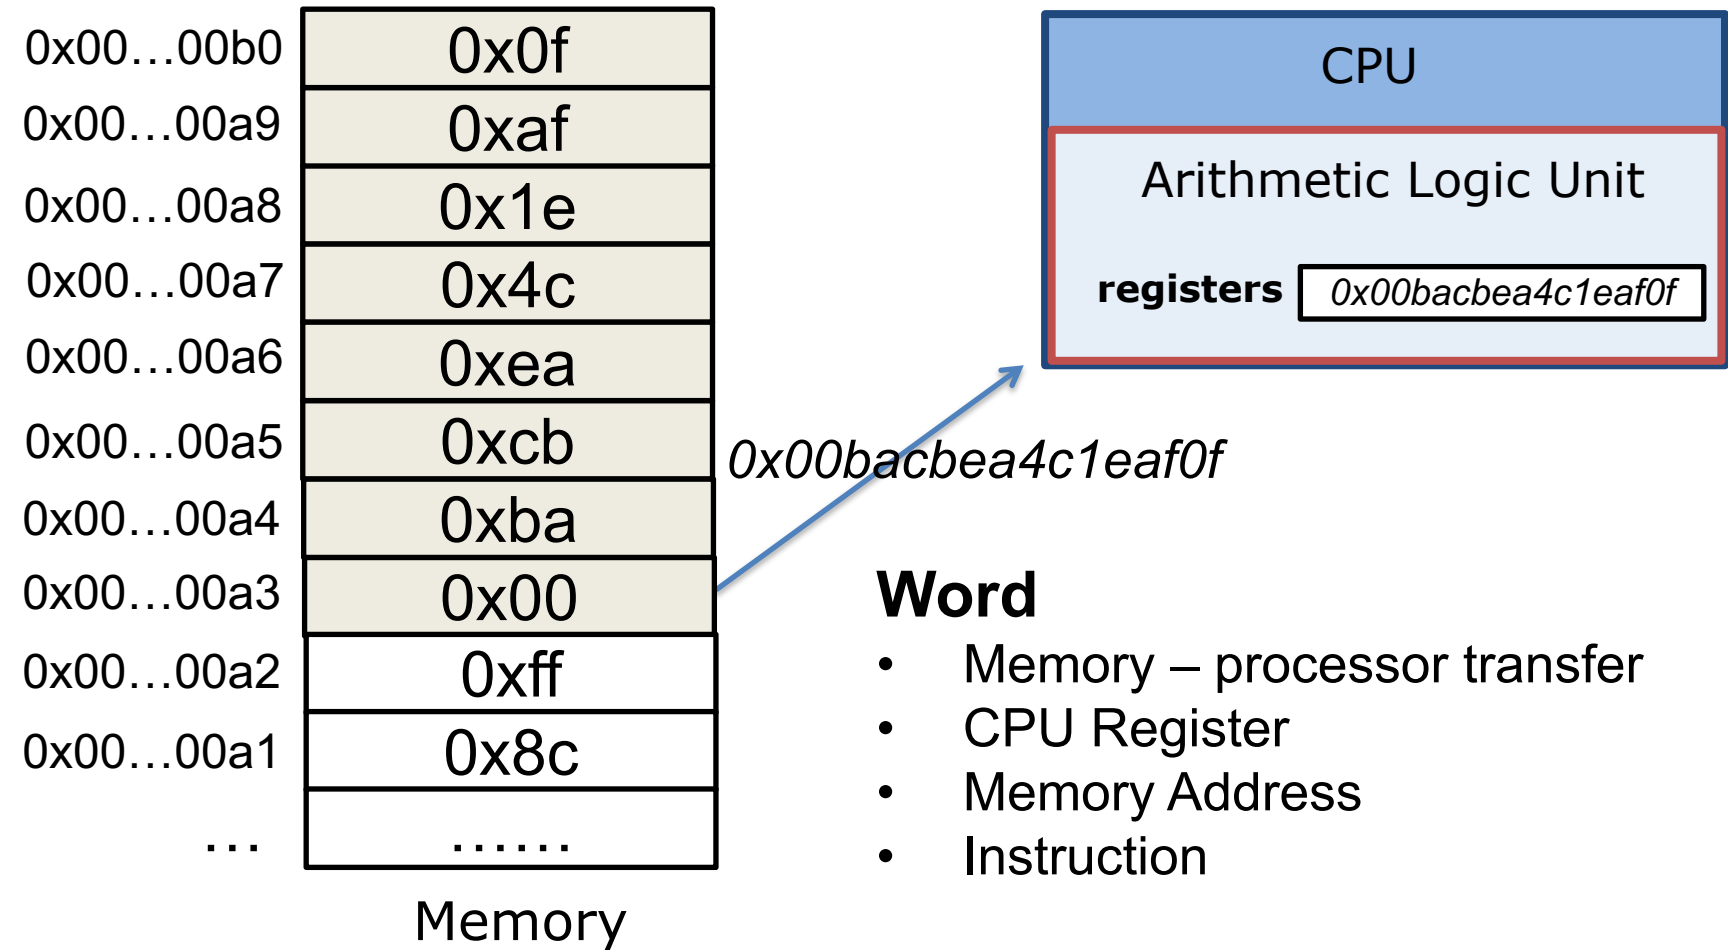 0x00…00b0 0x0f
0x00…00a9 0xaf
0x00…00a8 0x1e
0x00…00a7 0x4c
0x00…00a6 0xea
0x00…00a5 0xcb
0x00…00a4 0xba
0x00…00a3 0x00
0x00…00a2 0xff
0x00…00a1 0x8c
… ……
Memory
CPU
Arithmetic Logic Unit
registers 0x00bacbea4c1eaf0f
0x00bacbea4c1eaf0f
Word
• Memory – processor transfer
• CPU Register
• Memory Address
• Instruction